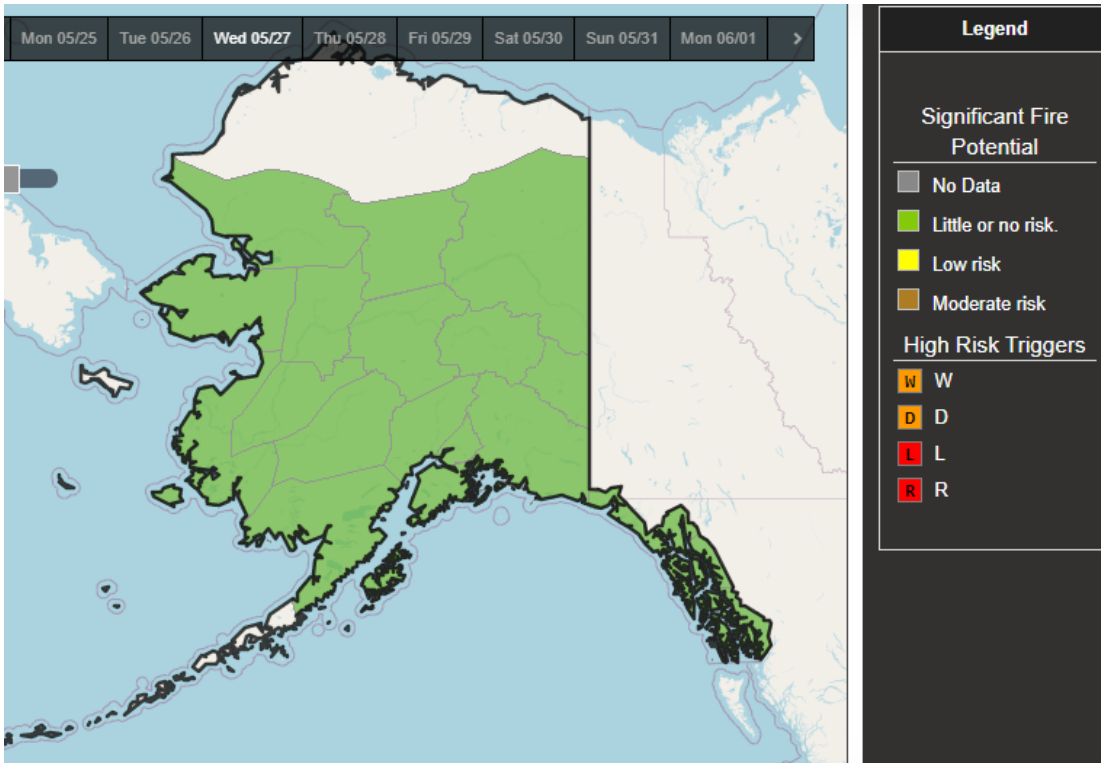 Mon 05/25 Tue 05/26 Wed 05/27 Thu 05/28 Fri 05/29 Sat 05/30 Sun 05/31 Mon 06/01 >
Legend
Significant Fire
Potential
No Data
Little or no risk.
Low risk
Moderate risk
High Risk Triggers
W W
D D
L L
R R